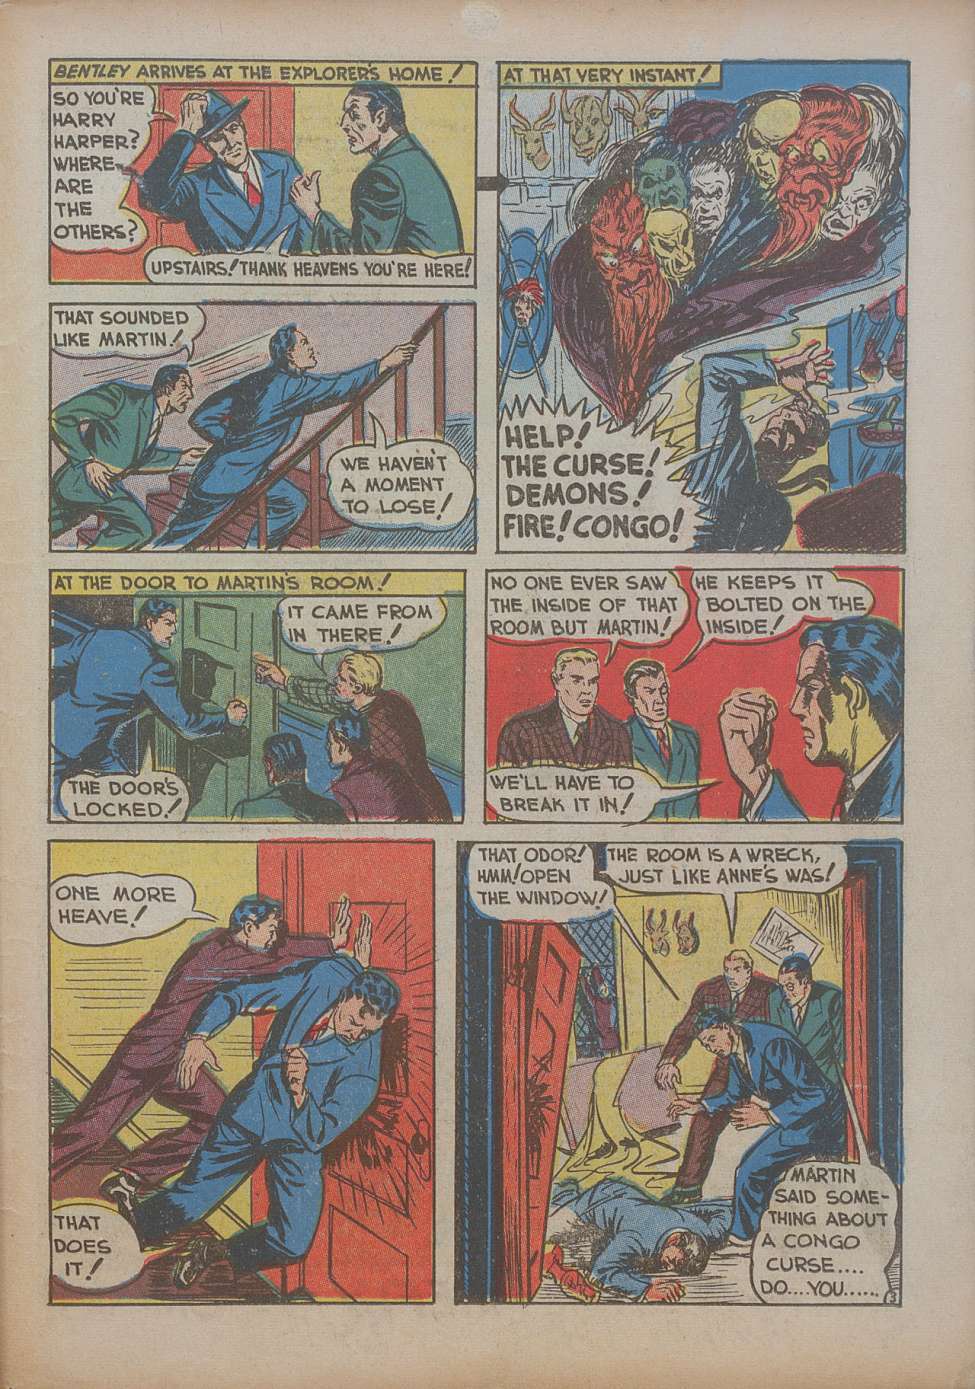 BENTLEY ARRIVES AT THE EXPLORER'S HOME!
SO YOU'RE
HARRY
HARPER?
WHERE
ARE
THE
OTHERS?
UPSTAIRS! THANK HEAVENS YOU'RE HERE!
AT THAT VERY INSTANT!
HELP!
THE CURSE!
DEMONS!
FIRE! CONGO!
THAT SOUNDED
LIKE MARTIN!
WE HAVEN'T
A MOMENT
TO LOSE!
AT THE DOOR TO MARTIN'S ROOM!
IT CAME FROM
IN THERE!
THE DOOR'S
LOCKED!
NO ONE EVER SAW
THE INSIDE OF THAT
ROOM BUT MARTIN!
HE KEEPS IT
BOLTED ON THE
INSIDE!
WE'LL HAVE TO
BREAK IT IN!
ONE MORE
HEAVE!
THAT
DOES
IT!
THAT ODOR!
HMM! OPEN
THE WINDOW!
THE ROOM IS A WRECK,
JUST LIKE ANNE'S WAS!
MARTIN
SAID SOME-
THING ABOUT
A CONGO
CURSE....
DO....YOU......
3